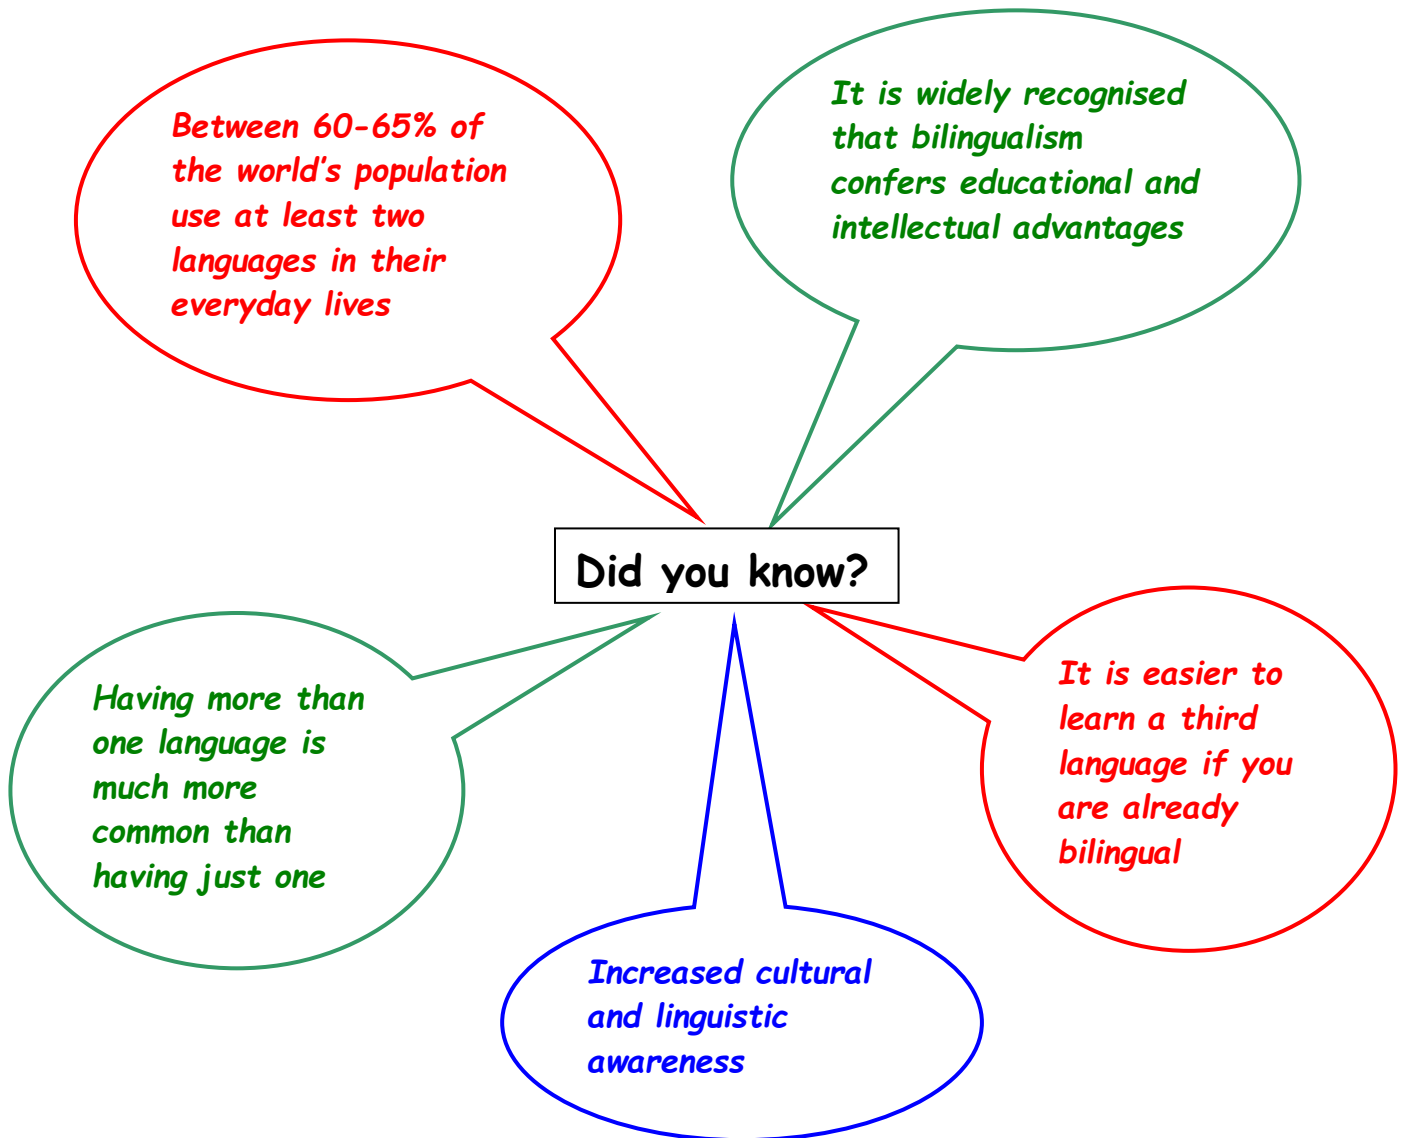 Between 60-65% of
the world's population
use at least two
languages in their
everyday lives
It is widely recognised
that bilingualism
confers educational and
intellectual advantages
Did you know?
Having more than
one language is
much more
common than
having just one
It is easier to
learn a third
language if you
are already
bilingual
Increased cultural
and linguistic
awareness